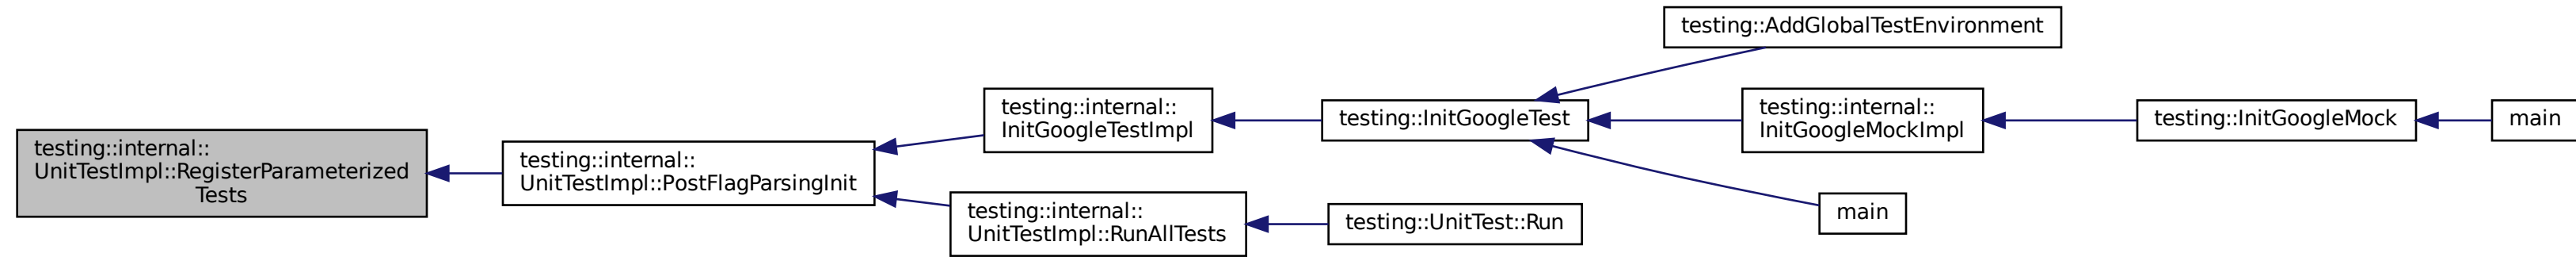 testing::internal::
UnitTestImpl::RegisterParameterized
Tests
testing::internal::
UnitTestImpl::PostFlagParsingInit
testing::internal::
InitGoogleTestImpl
testing::internal::
UnitTestImpl::RunAllTests
testing::InitGoogleTest
testing::UnitTest::Run
testing::AddGlobalTestEnvironment
testing::internal::
InitGoogleMockImpl
main
testing::InitGoogleMock
main